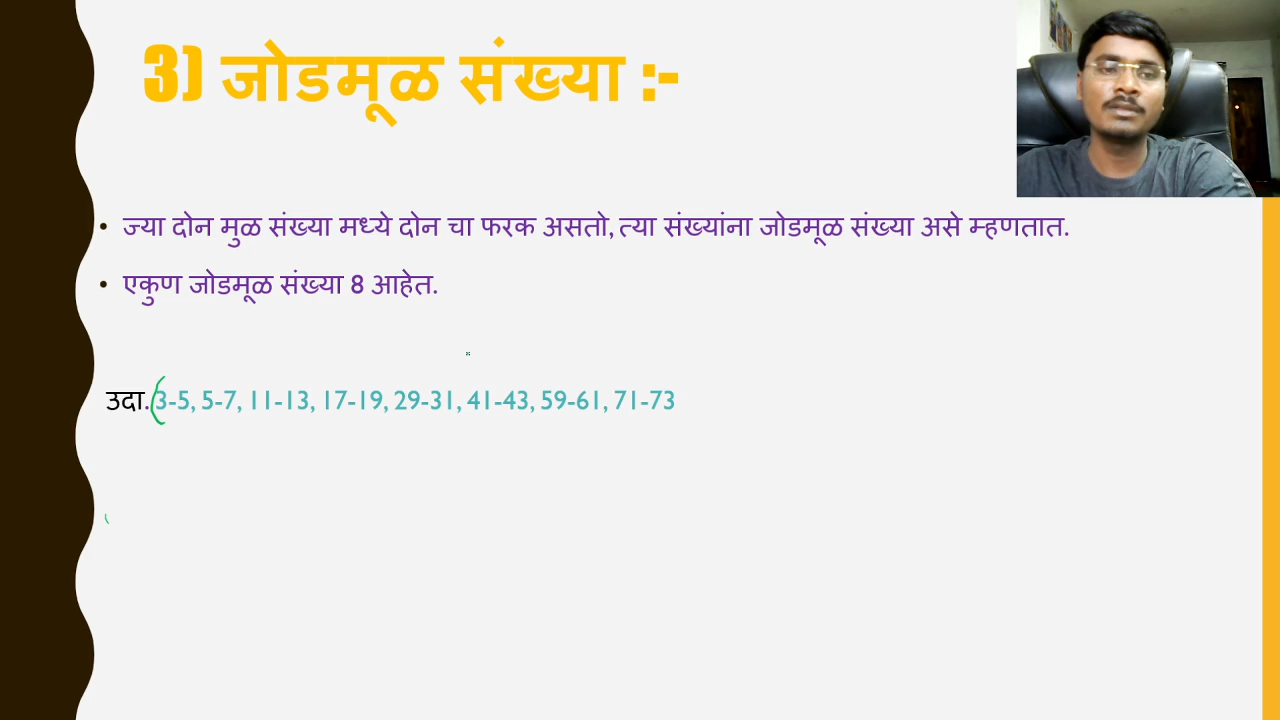 3) जोडमूळ संख्या :-
• ज्या दोन मुळ संख्या मध्ये दोन चा फरक असतो, त्या संख्यांना जोडमूळ संख्या असे म्हणतात.
• एकुण जोडमूळ संख्या 8 आहेत.
उदा. (3-5, 5-7, 11-13, 17-19, 29-31, 41-43, 59-61, 71-73